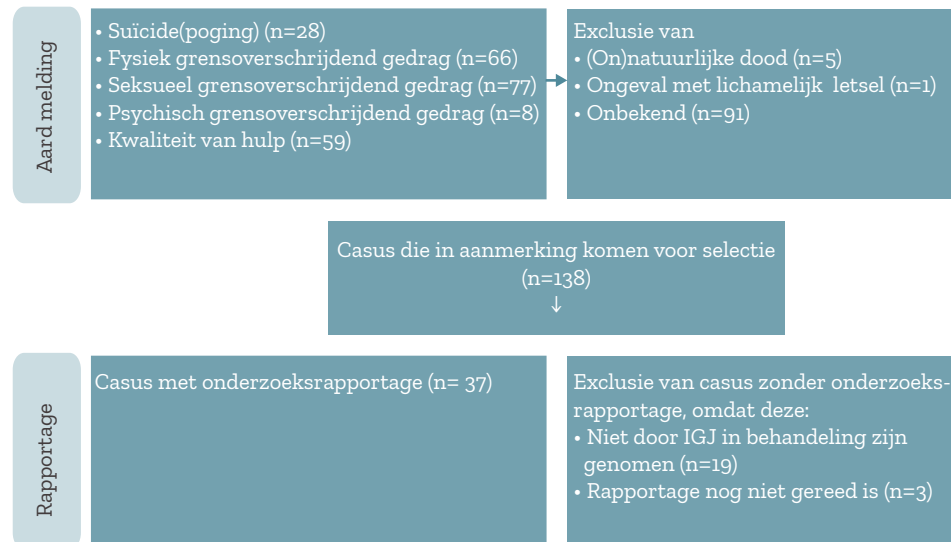 Aard melding
• Suïcide(poging) (n=28)
• Fysiek grensoverschrijdend gedrag (n=66)
• Seksueel grensoverschrijdend gedrag (n=77)
• Psychisch grensoverschrijdend gedrag (n=8)
• Kwaliteit van hulp (n=59)
Exclusie van
• (On)natuurlijke dood (n=5)
• Ongeval met lichamelijk letsel (n=1)
• Onbekend (n=91)
Casus die in aanmerking komen voor selectie
(n=138)
↓
Rapportage
Casus met onderzoeksrapportage (n= 37)
Exclusie van casus zonder onderzoeks-
rapportage, omdat deze:
• Niet door IGJ in behandeling zijn
genomen (n=19)
• Rapportage nog niet gereed is (n=3)